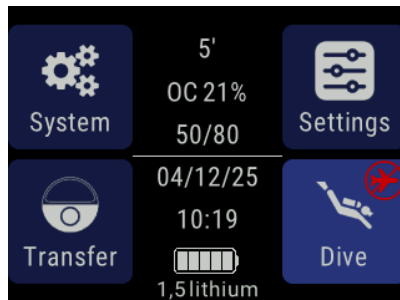 System
5'
OC 21%
50/80
Settings
Transfer
04/12/25
10:19
1,5lithium
Dive